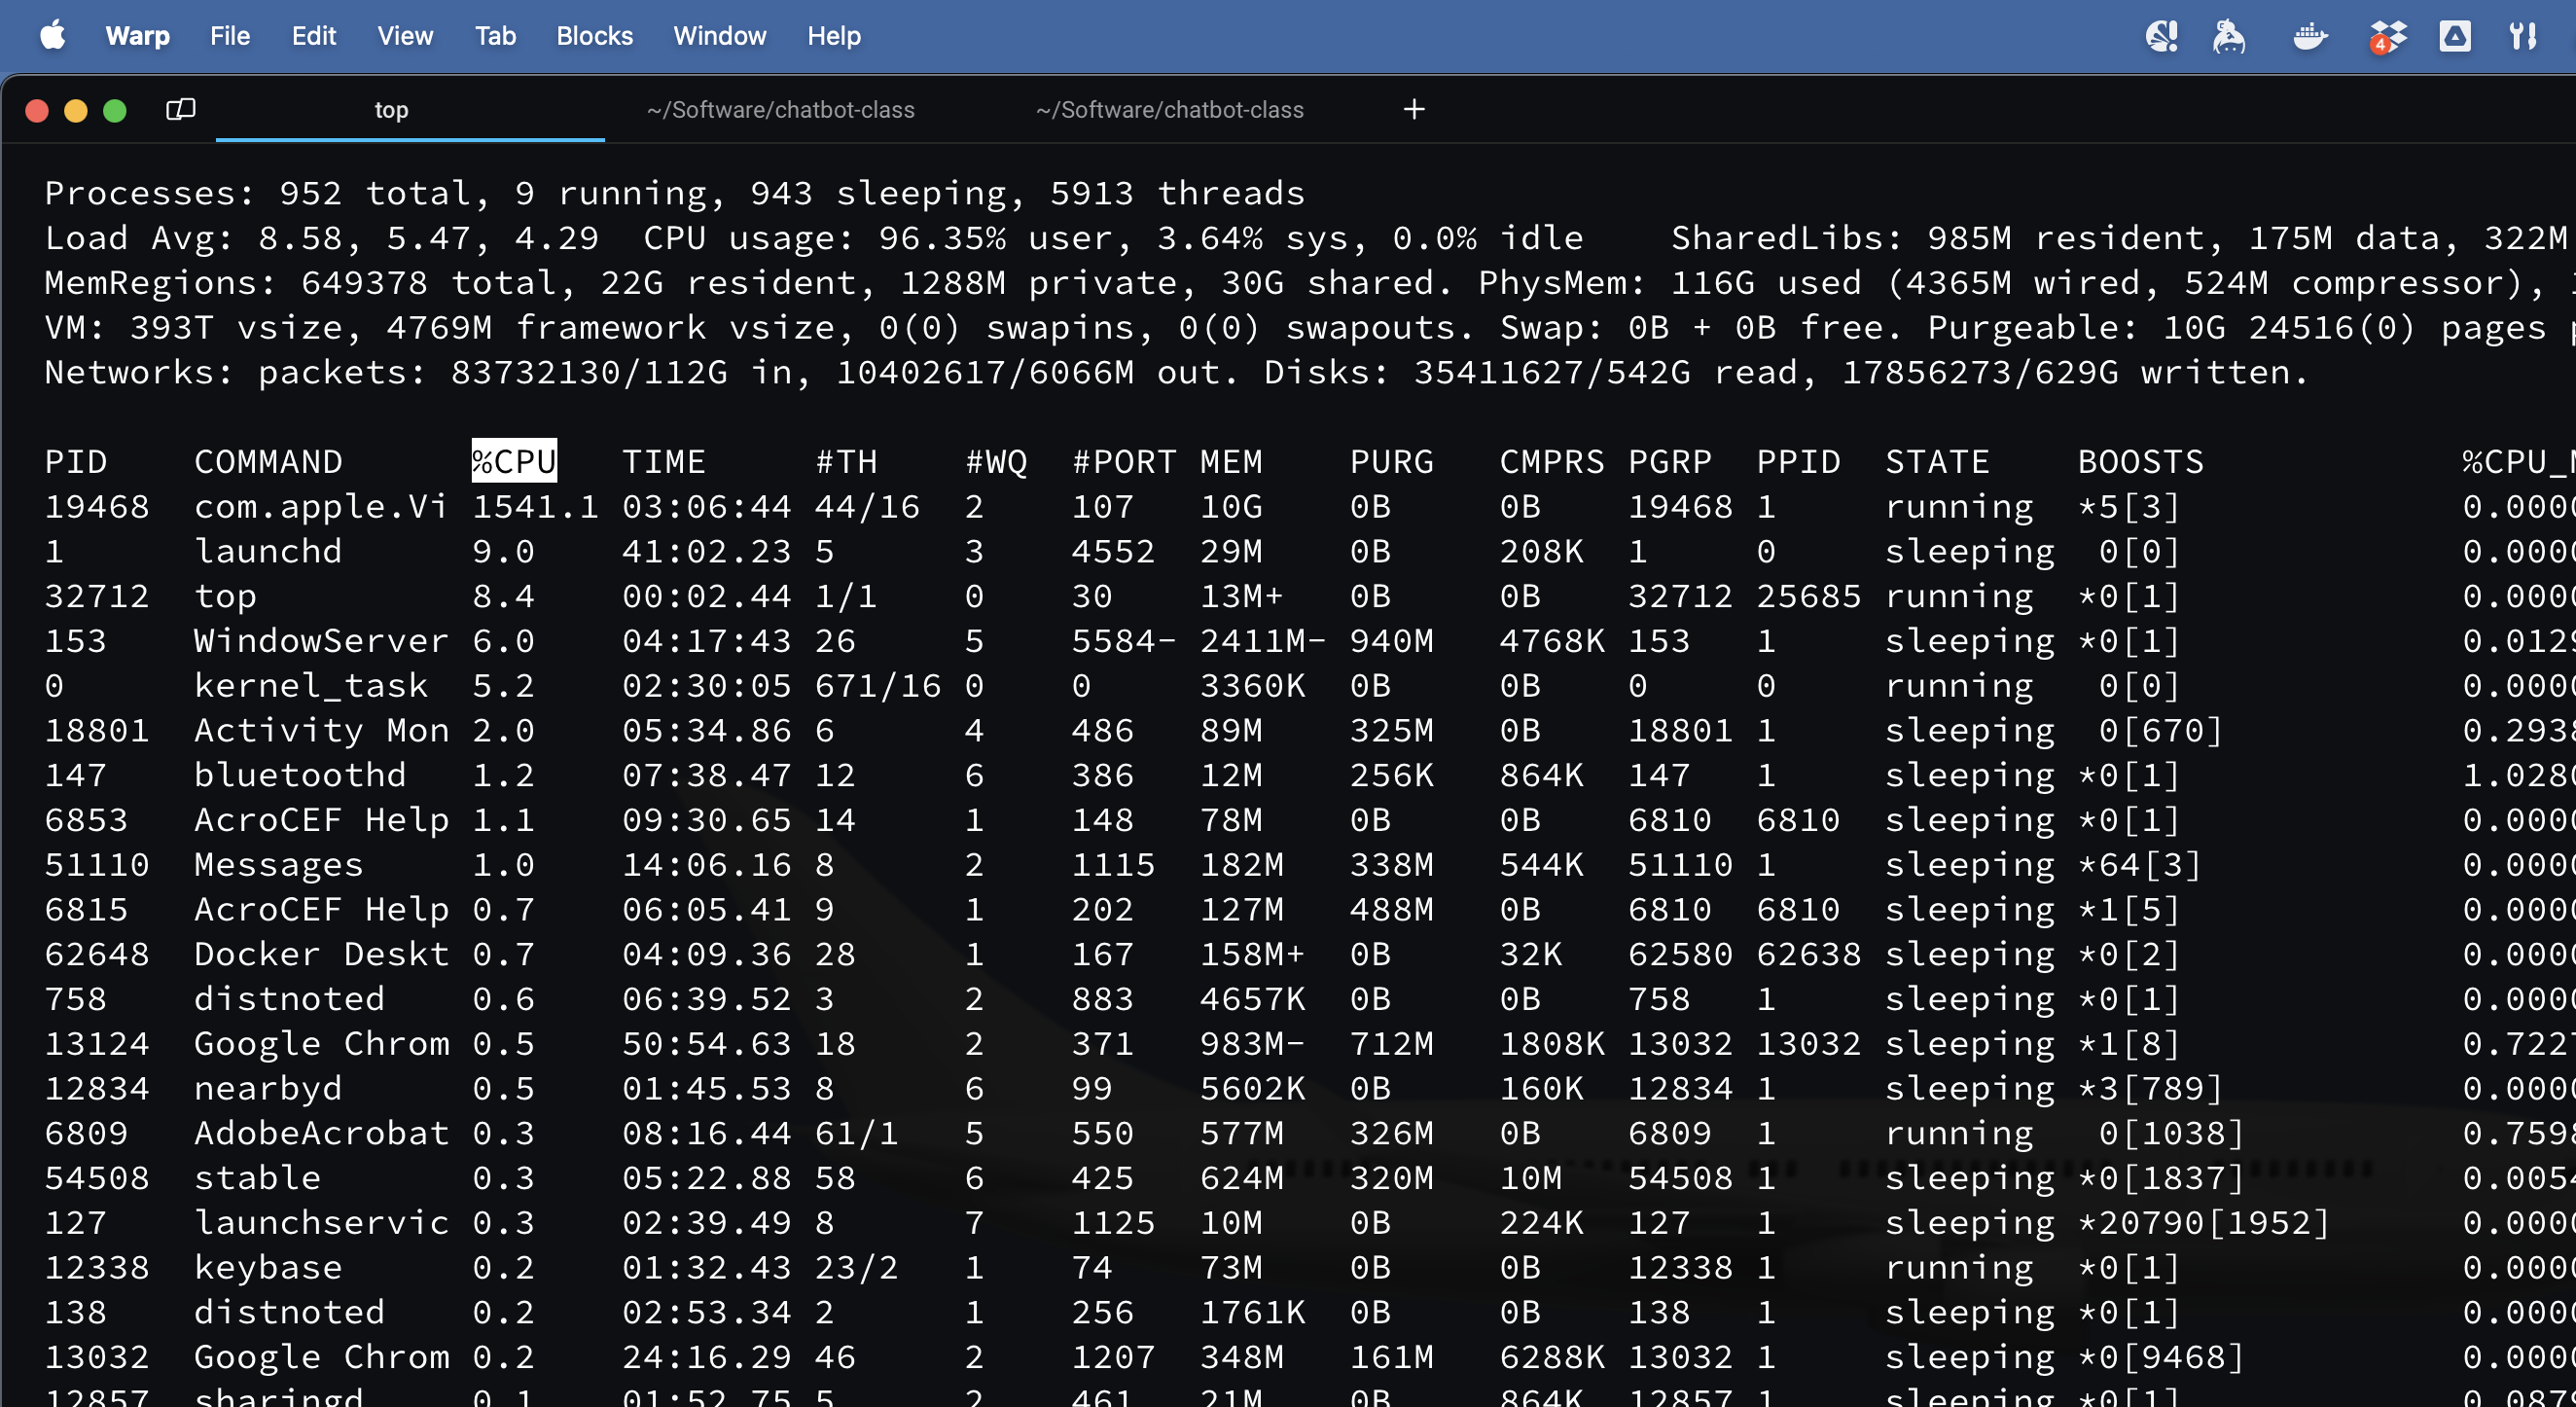 Warp File Edit View Tab Blocks Window Help 4
top ~/Software/chatbot-class ~/Software/chatbot-class +
Processes: 952 total, 9 running, 943 sleeping, 5913 threads
Load Avg: 8.58, 5.47, 4.29 CPU usage: 96.35% user, 3.64% sys, 0.0% idle SharedLibs: 985M resident, 175M data, 322M
MemRegions: 649378 total, 22G resident, 1288M private, 30G shared. PhysMem: 116G used (4365M wired, 524M compressor),
VM: 393T vsize, 4769M framework vsize, 0(0) swapins, 0(0) swapouts. Swap: 0B + 0B free. Purgeable: 10G 24516(0) pages
Networks: packets: 83732130/112G in, 10402617/6066M out. Disks: 35411627/542G read, 17856273/629G written.
PID COMMAND %CPU TIME #TH #WQ #PORT MEM PURG CMPRS PGRP PPID STATE BOOSTS %CPU_
19468 com.apple.Vi 1541.1 03:06:44 44/16 2 107 10G 0B 0B 19468 1 running *5[3] 0.000
1 launchd 9.0 41:02.23 5 3 4552 29M 0B 208K 1 0 sleeping 0[0] 0.000
32712 top 8.4 00:02.44 1/1 0 30 13M+ 0B 0B 32712 25685 running *0[1] 0.000
153 WindowServer 6.0 04:17:43 26 5 5584- 2411M- 940M 4768K 153 1 sleeping *0[1] 0.012
0 kernel_task 5.2 02:30:05 671/16 0 0 3360K 0B 0B 0 0 running 0[0] 0.000
18801 Activity Mon 2.0 05:34.86 6 4 486 89M 325M 0B 18801 1 sleeping 0[670] 0.293
147 bluetoothd 1.2 07:38.47 12 6 386 12M 256K 864K 147 1 sleeping *0[1] 1.028
6853 AcroCEF Help 1.1 09:30.65 14 1 148 78M 0B 0B 6810 6810 sleeping *0[1] 0.000
51110 Messages 1.0 14:06.16 8 2 1115 182M 338M 544K 51110 1 sleeping *64[3] 0.000
6815 AcroCEF Help 0.7 06:05.41 9 1 202 127M 488M 0B 6810 6810 sleeping *1[5] 0.000
62648 Docker Deskt 0.7 04:09.36 28 1 167 158M+ 0B 32K 62580 62638 sleeping *0[2] 0.000
758 distnoted 0.6 06:39.52 3 2 883 4657K 0B 0B 758 1 sleeping *0[1] 0.000
13124 Google Chrom 0.5 50:54.63 18 2 371 983M- 712M 1808K 13032 13032 sleeping *1[8] 0.722
12834 nearbyd 0.5 01:45.53 8 6 99 5602K 0B 160K 12834 1 sleeping *3[789] 0.000
6809 AdobeAcrobat 0.3 08:16.44 61/1 5 550 577M 326M 0B 6809 1 running 0[1038] 0.759
54508 stable 0.3 05:22.88 58 6 425 624M 320M 10M 54508 1 sleeping *0[1837] 0.005
127 launchservic 0.3 02:39.49 8 7 1125 10M 0B 224K 127 1 sleeping *20790[1952] 0.000
12338 keybase 0.2 01:32.43 23/2 1 74 73M 0B 0B 12338 1 running *0[1] 0.000
138 distnoted 0.2 02:53.34 2 1 256 1761K 0B 0B 138 1 sleeping *0[1] 0.000
13032 Google Chrom 0.2 24:16.29 46 2 1207 348M 161M 6288K 13032 1 sleeping *0[9468] 0.000
12857 sharingd 0.1 01:52.75 5 2 461 21M 0B 864K 12857 1 sleeping *0[1] 0.087